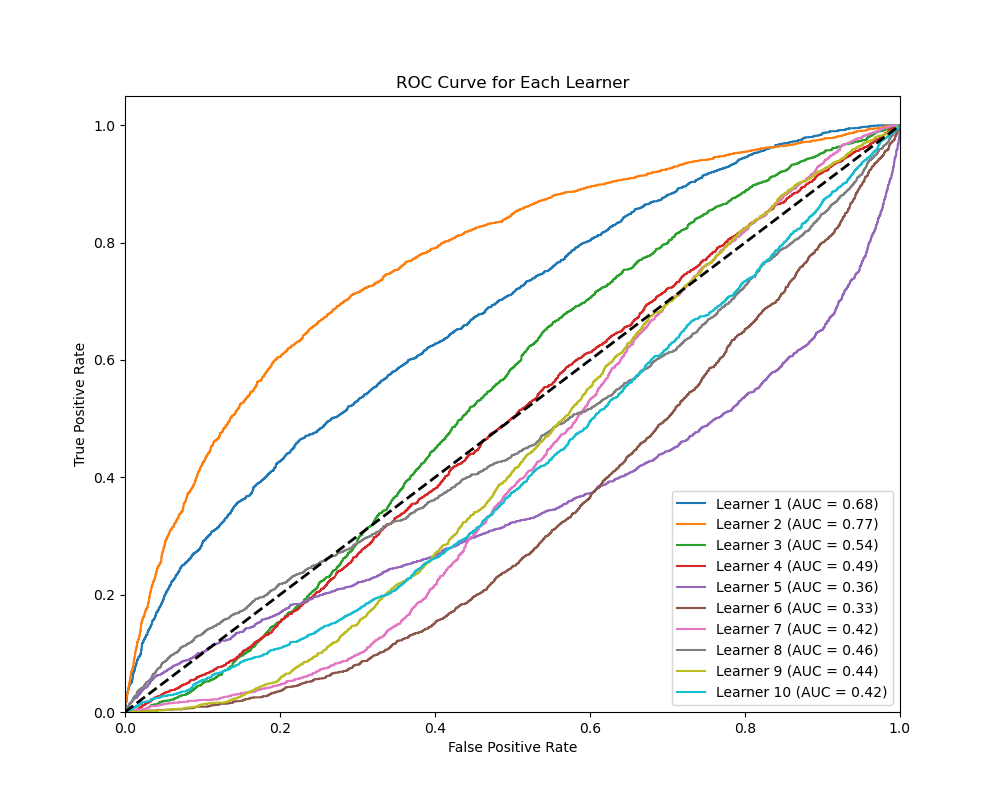 ROC Curve for Each Learner
True Positive Rate
1.0
0.8
0.6
0.4
0.2
0.0
Learner 1 (AUC = 0.68)
Learner 2 (AUC = 0.77)
Learner 3 (AUC = 0.54)
Learner 4 (AUC = 0.49)
Learner 5 (AUC = 0.36)
Learner 6 (AUC = 0.33)
Learner 7 (AUC = 0.42)
Learner 8 (AUC = 0.46)
Learner 9 (AUC = 0.44)
Learner 10 (AUC = 0.42)
0.0 0.2 0.4 0.6 0.8 1.0
False Positive Rate